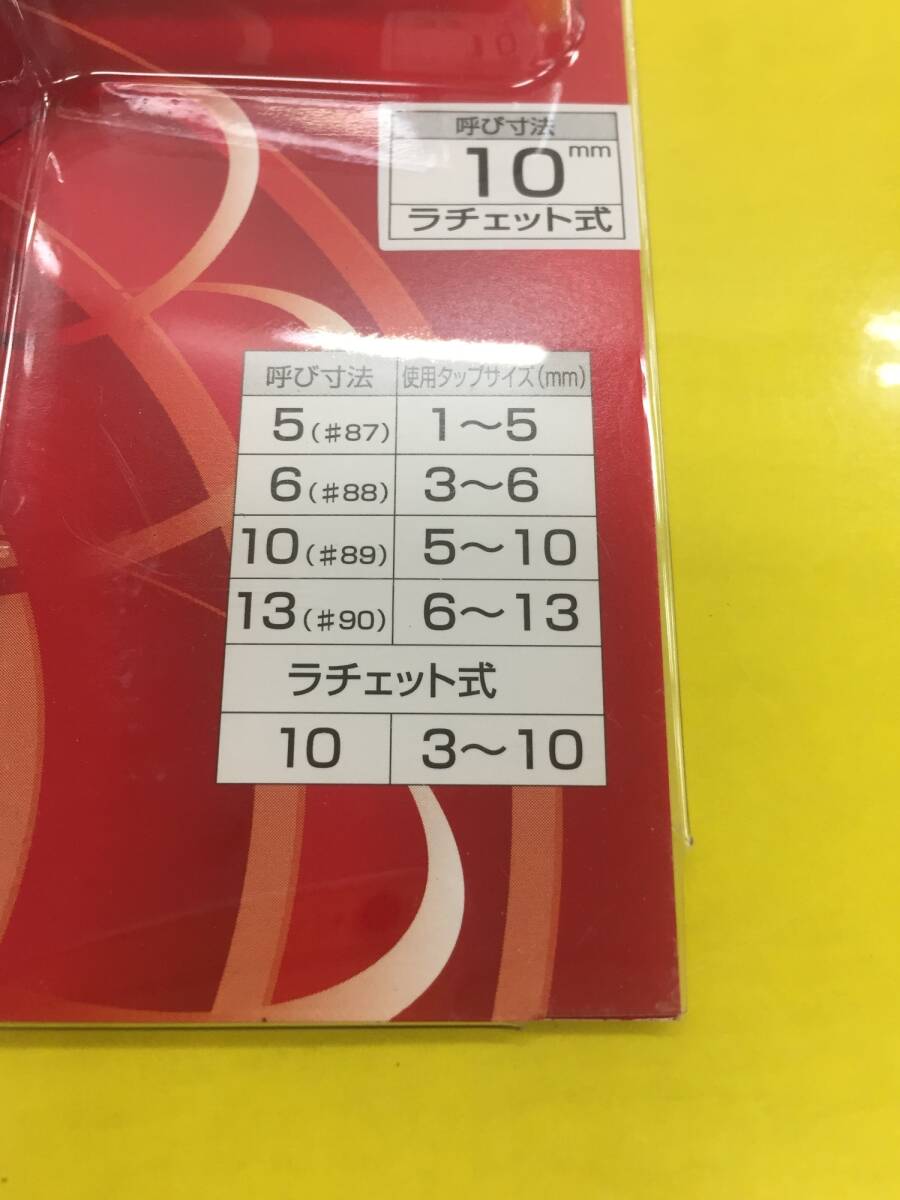 呼び寸法
10mm
ラチェット式
呼び寸法 使用タップサイズ(mm)
5(#87) 1〜5
6(#88) 3〜6
10(#89) 5〜10
13(#90) 6〜13
ラチェット式
10 3〜10